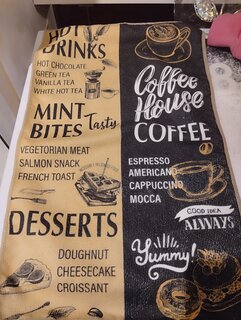 HOT
DRINKS
HOT CHOCOLATE
GREEN TEA
VANILLA TEA
WHITE HOT TEA
MINT
BITES
Tasty
VEGETORIAN MEAT
SALMON SNACK
FRENCH TOAST
DESSERTS
DOUGHNUT
CHEESECAKE
CROISSANT
Coffee
House
COFFEE
ESPRESSO
AMERICANO
CAPPUCCINO
MOCCA
GOOD IDEA
ALWAYS
Yummy!